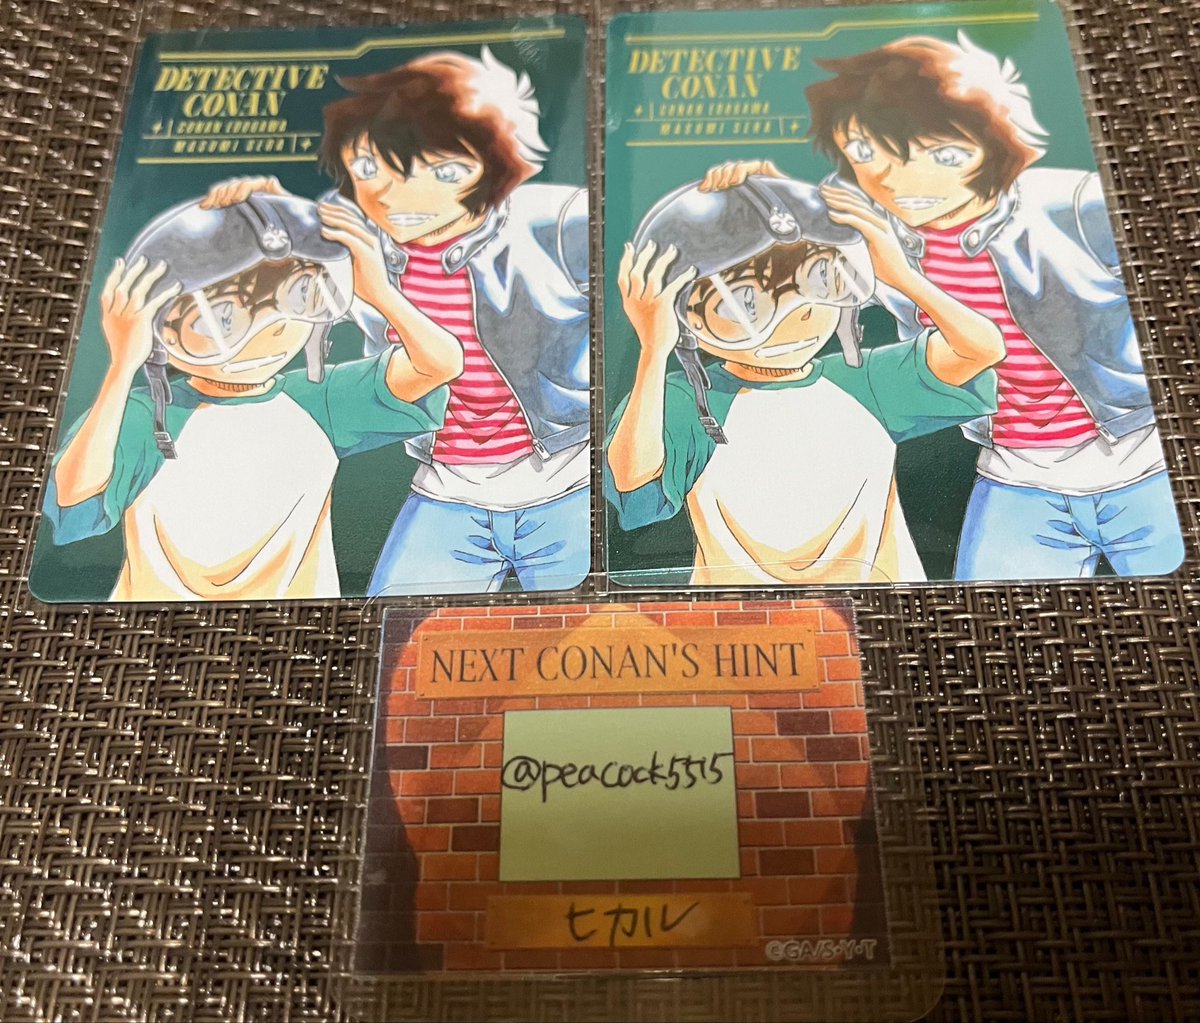 DETECTIVE
CONAN
CONAN EDOGAWA
MASUMI SERA
DETECTIVE
CONAN
CONAN EDOGAWA
MASUMI SERA
NEXT CONAN'S HINT
@peacock5515
ヒカル
©GA/S・Y・T